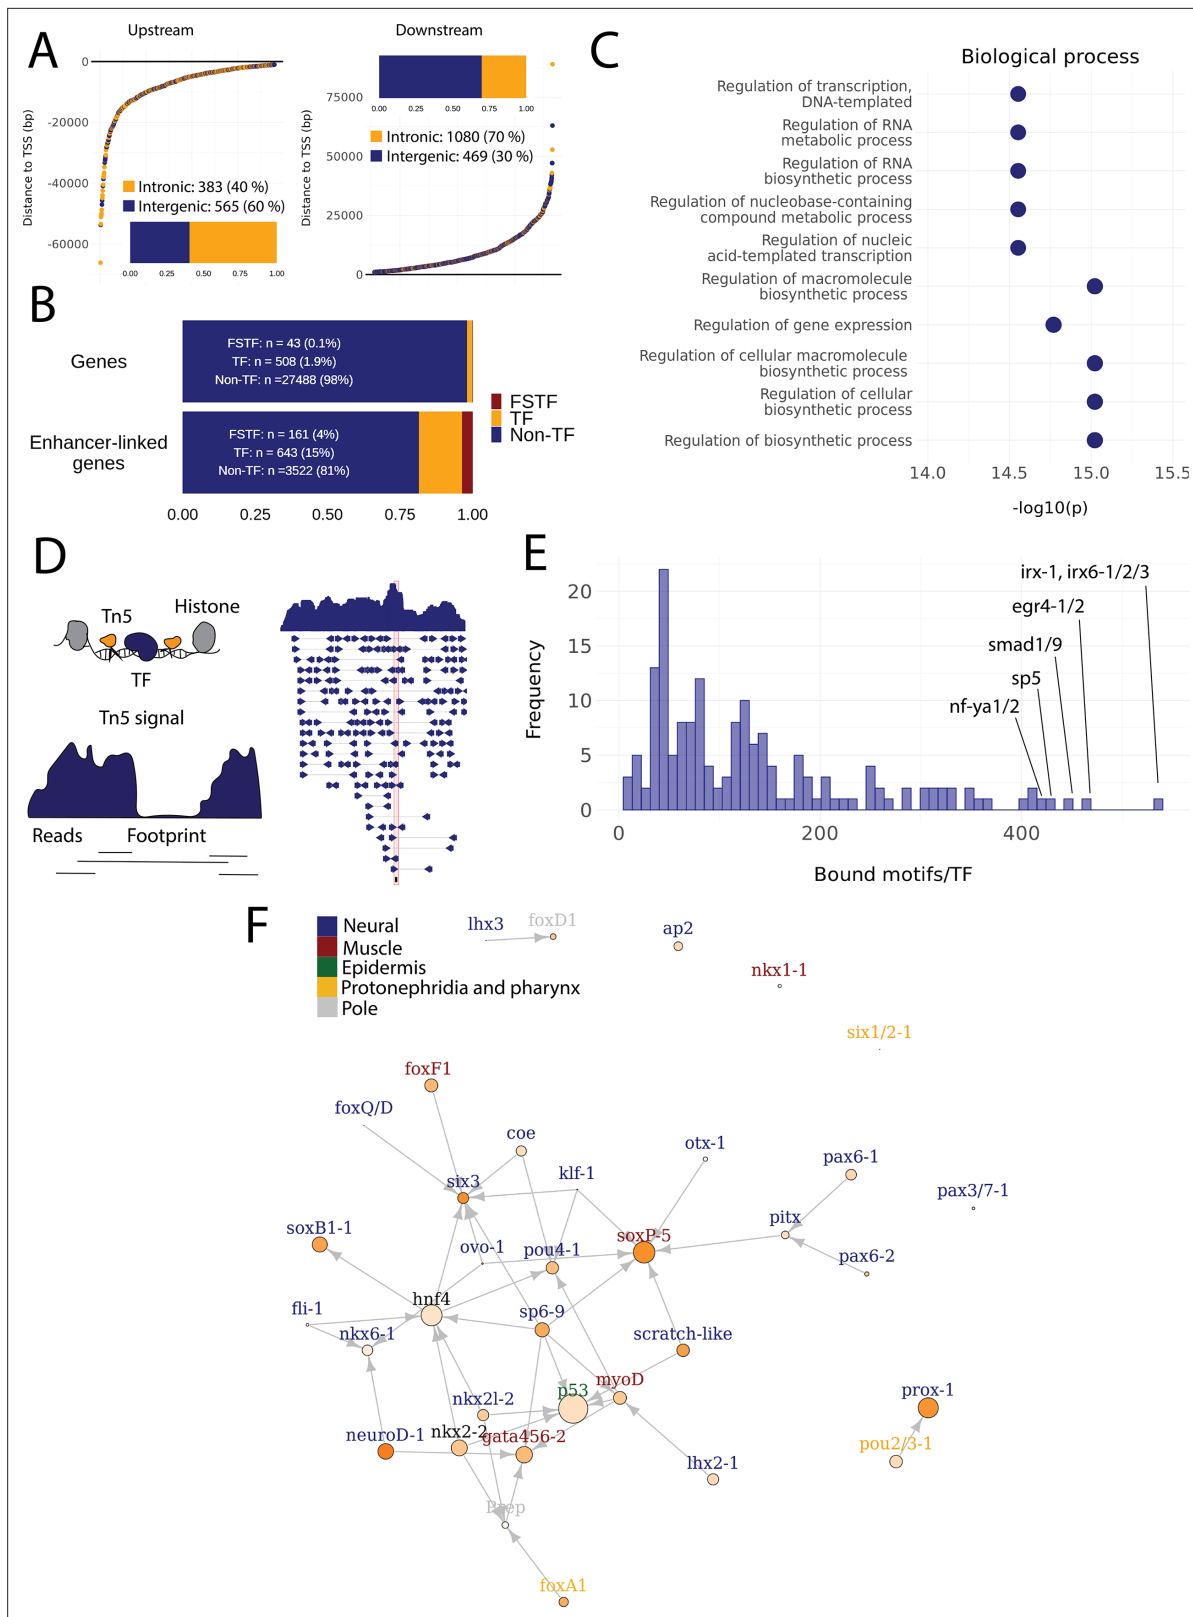 A
Upstream
Distance to TSS (bp)
0
-20000
-40000
-60000
Intronic: 383 (40 %)
Intergenic: 565 (60 %)
0.00 0.25 0.50 0.75 1.00
Downstream
Distance to TSS (bp)
75000
50000
25000
0
0.00 0.25 0.50 0.75 1.00
Intronic: 1080 (70 %)
Intergenic: 469 (30 %)
B
Genes
FSTF: n = 43 (0.1%)
TF: n = 508 (1.9%)
Non-TF: n =27488 (98%)
Enhancer-linked
genes
FSTF: n = 161 (4%)
TF: n = 643 (15%)
Non-TF: n =3522 (81%)
0.00 0.25 0.50 0.75 1.00
FSTF
TF
Non-TF
C
Biological process
Regulation of transcription,
DNA-templated
Regulation of RNA
metabolic process
Regulation of RNA
biosynthetic process
Regulation of nucleobase-containing
compound metabolic process
Regulation of nucleic
acid-templated transcription
Regulation of macromolecule
biosynthetic process
Regulation of gene expression
Regulation of cellular macromolecule
biosynthetic process
Regulation of cellular
biosynthetic process
Regulation of biosynthetic process
14.0 14.5 15.0 15.5
-log10(p)
D
Tn5
Histone
TF
Tn5 signal
Reads
Footprint
E
Frequency
20
15
10
5
0
0 200 400
Bound motifs/TF
irx-1, irx6-1/2/3
egr4-1/2
smad1/9
sp5
nf-ya1/2
F
Neural
Muscle
Epidermis
Protonephridia and pharynx
Pole
lhx3
foxD1
ap2
nkx1-1
six1/2-1
foxF1
foxQ/D
coe
klf-1
otx-1
pax6-1
six3
pax3/7-1
soxB1-1
ovo-1
pou4-1
soxP-5
pitx
pax6-2
hnf4
fli-1
nkx6-1
sp6-9
scratch-like
p53
myoD
nkx2l-2
prox-1
neuroD-1
nkx2-2
gata456-2
pou2/3-1
lhx2-1
Prep
foxA1